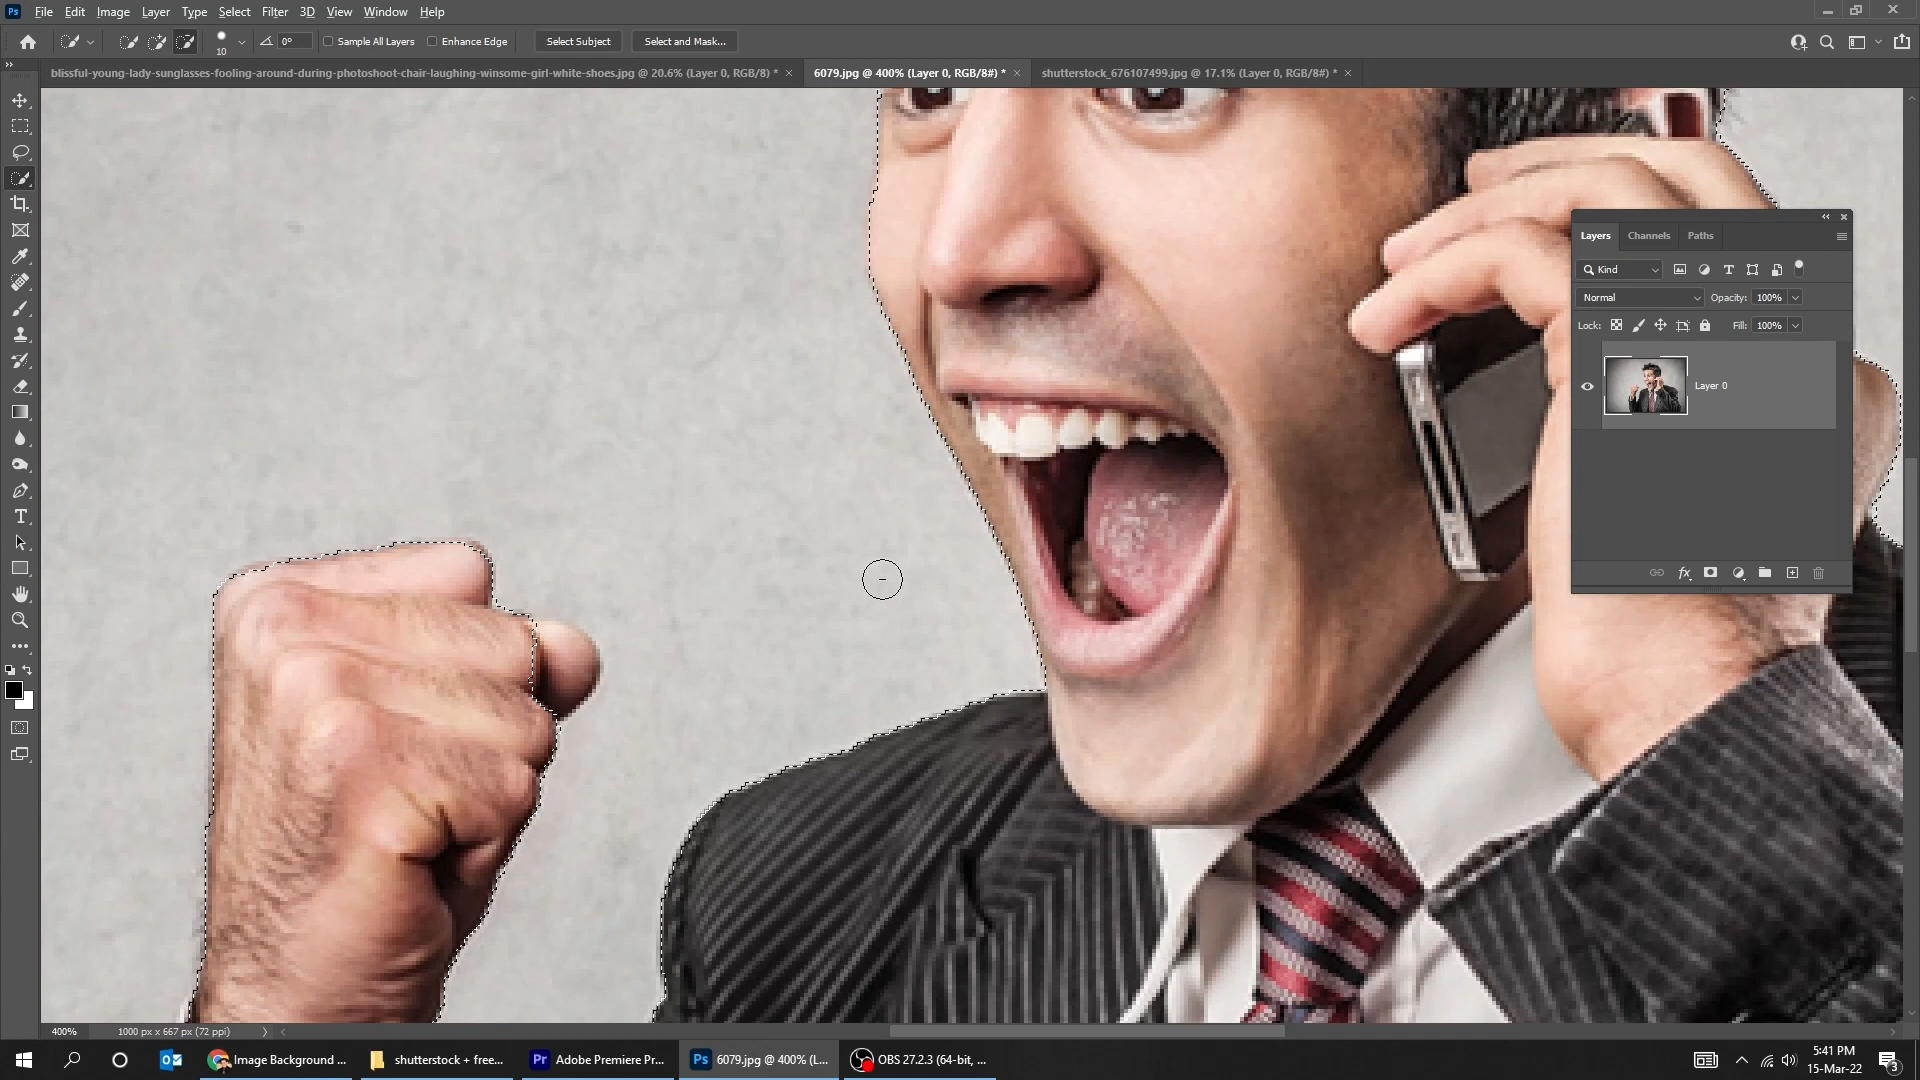 Ps File Edit Image Layer Type Select Filter 3D View Window Help
10 0° Sample All Layers Enhance Edge Select Subject Select and Mask...
blissful-young-lady-sunglasses-fooling-around-during-photoshoot-chair-laughing-winsome-girl-white-shoes.jpg @ 20.6% (Layer 0, RGB/8) * 6079.jpg @ 400% (Layer 0, RGB/8#) * shutterstock_676107499.jpg @ 17.1% (Layer 0, RGB/8#) *
Layers Channels Paths
Kind
Normal Opacity: 100%
Lock: Fill: 100%
Layer 0
fx
400% 1000 px x 667 px (72 ppi)
Image Background ... shutterstock + free... Pr Adobe Premiere Pr... Ps 6079.jpg @ 400% (L... OBS 27.2.3 (64-bit, ...
5:41 PM
15-Mar-22
3